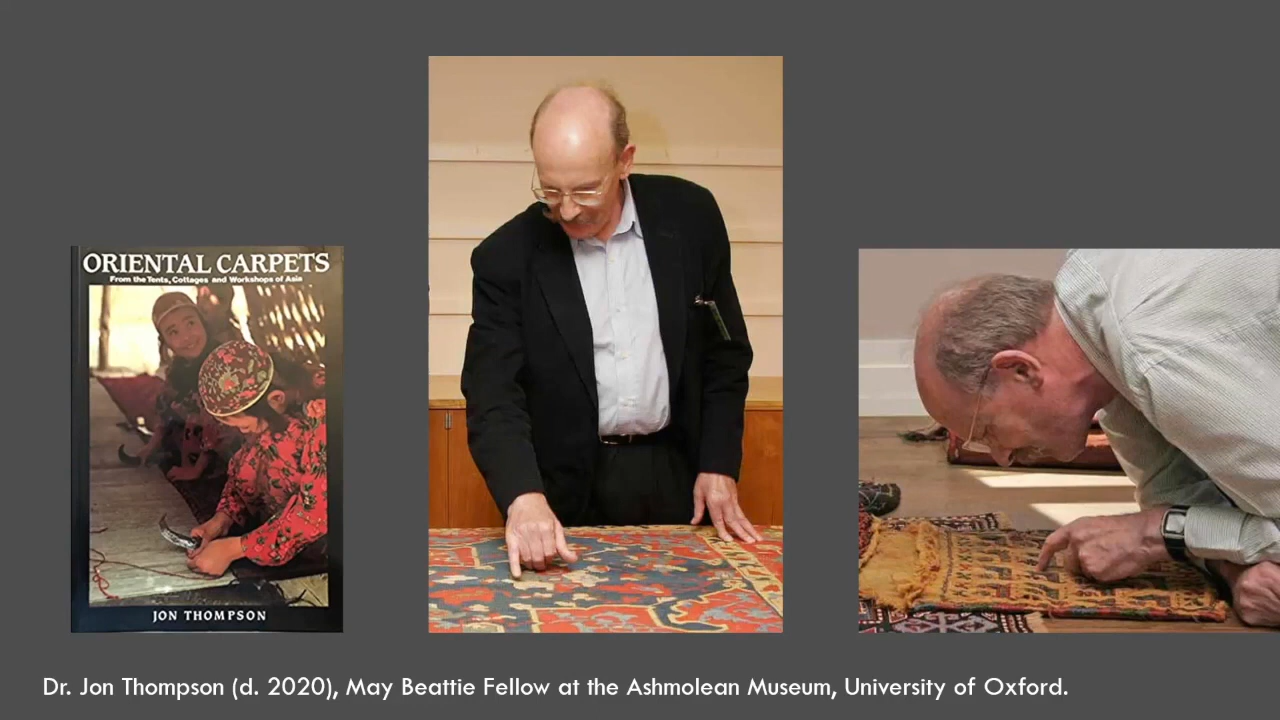 ORIENTAL CARPETS
From the Tents, Cottages and Workshops of Asia
JON THOMPSON
Dr. Jon Thompson (d. 2020), May Beattie Fellow at the Ashmolean Museum, University of Oxford.